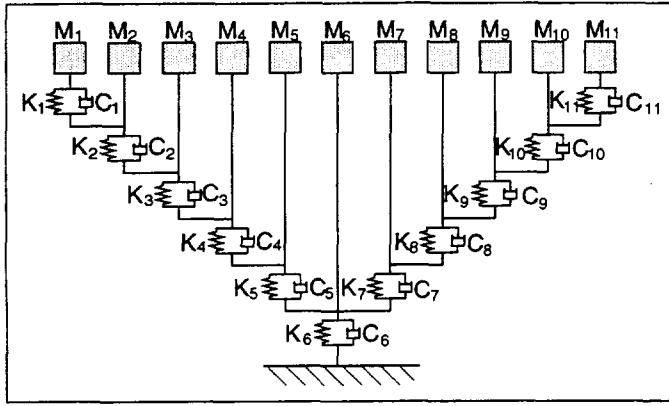 M₁ M₂ M₃ M₄ M₅ M₆ M₇ M₈ M₉ M₁₀ M₁₁
K₁ C₁ K₁₁ C₁₁
K₂ C₂ K₁₀ C₁₀
K₃ C₃ K₉ C₉
K₄ C₄ K₈ C₈
K₅ C₅ K₇ C₇
K₆ C₆